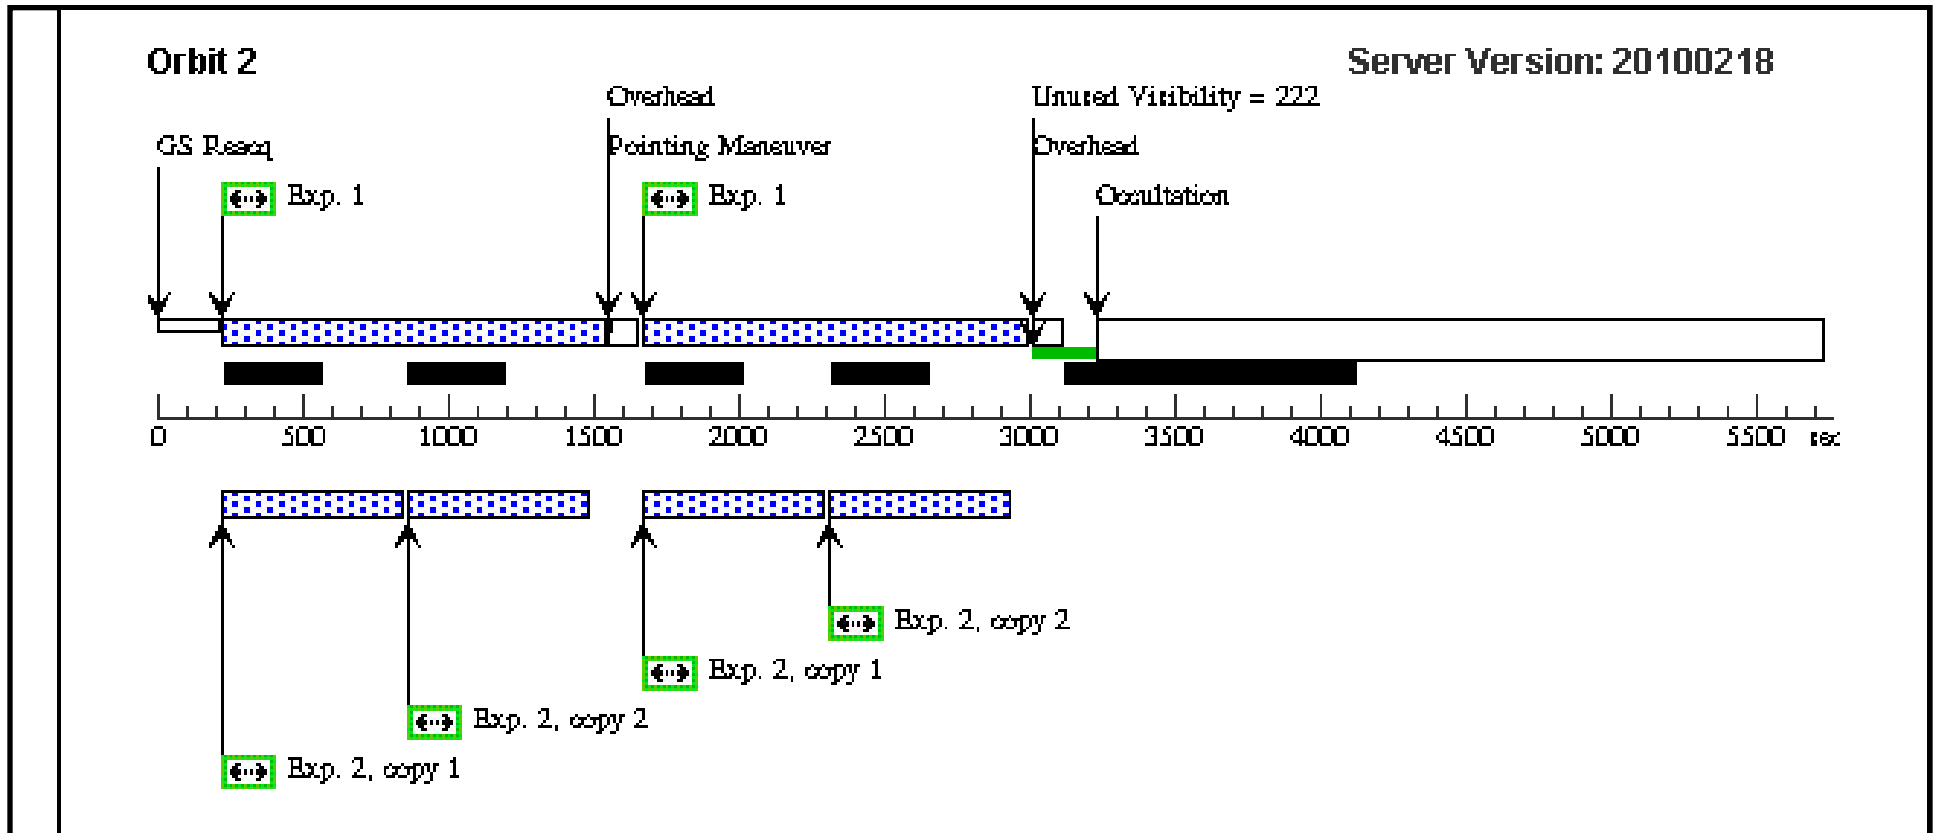 Orbit 2
Server Version: 20100218
Overhead
Unused Visibility = 222
GS Reacq
Pointing Maneuver
Overhead
Exp. 1
Exp. 1
Occultation
0 500 1000 1500 2000 2500 3000 3500 4000 4500 5000 5500 sec
Exp. 2, copy 2
Exp. 2, copy 1
Exp. 2, copy 2
Exp. 2, copy 1